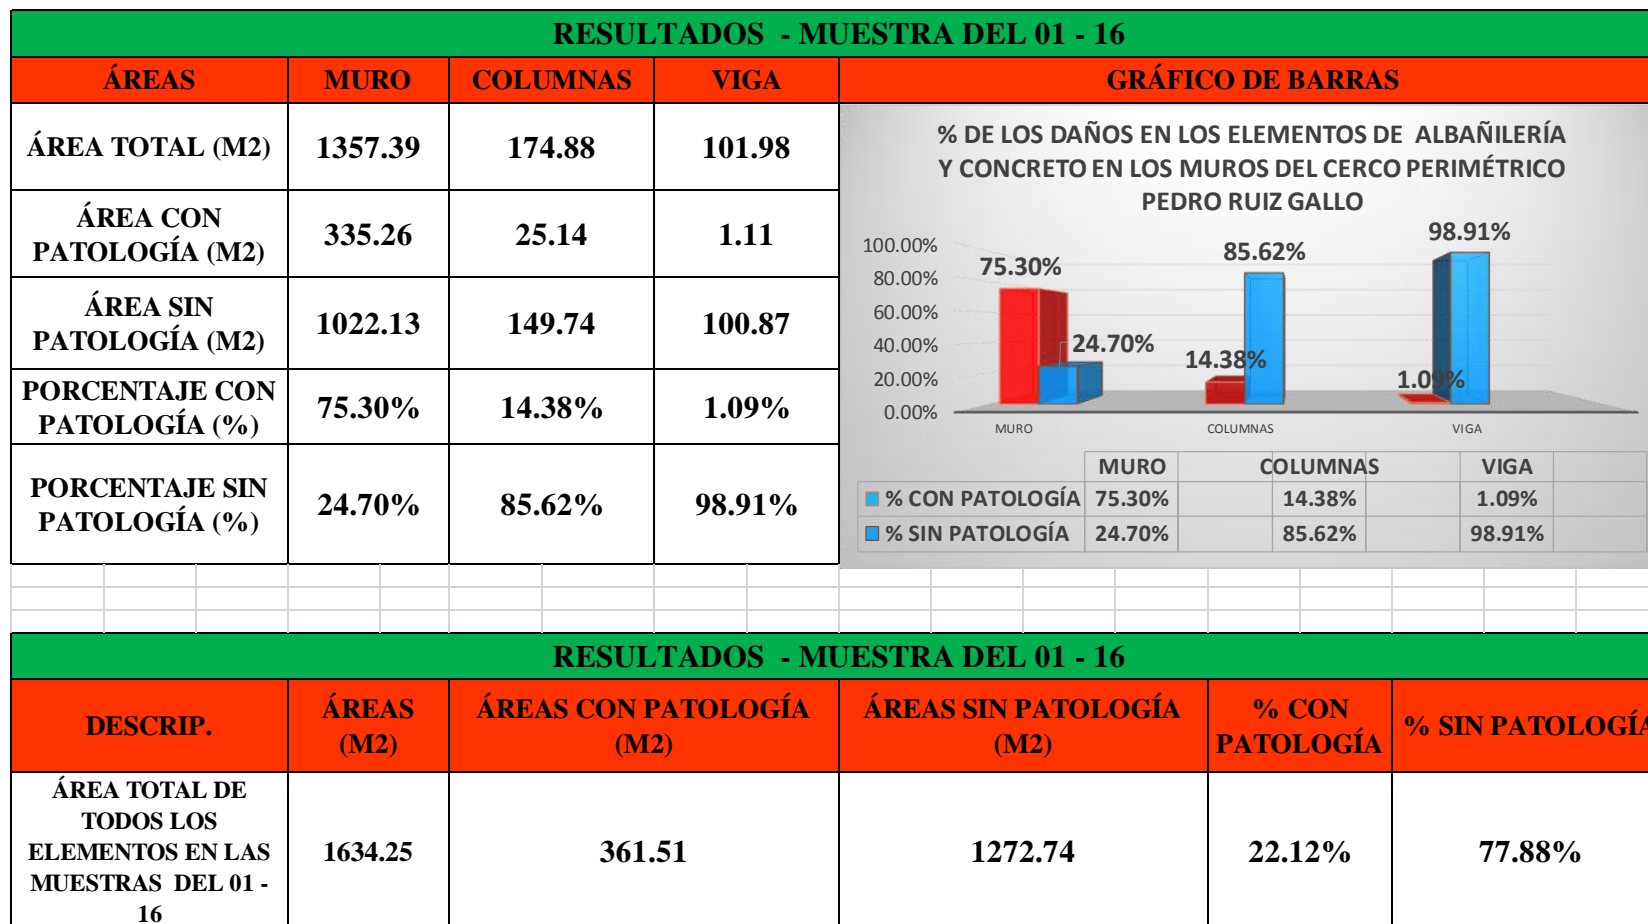 RESULTADOS - MUESTRA DEL 01 - 16
ÁREAS MURO COLUMNAS VIGA GRÁFICO DE BARRAS
ÁREA TOTAL (M2) 1357.39 174.88 101.98
ÁREA CON
PATOLOGÍA (M2) 335.26 25.14 1.11
ÁREA SIN
PATOLOGÍA (M2) 1022.13 149.74 100.87
PORCENTAJE CON
PATOLOGÍA (%) 75.30% 14.38% 1.09%
PORCENTAJE SIN
PATOLOGÍA (%) 24.70% 85.62% 98.91%
% DE LOS DAÑOS EN LOS ELEMENTOS DE ALBAÑILERÍA
Y CONCRETO EN LOS MUROS DEL CERCO PERIMÉTRICO
PEDRO RUIZ GALLO
100.00%
80.00%
60.00%
40.00%
20.00%
0.00%
75.30%
24.70%
14.38%
85.62%
1.09%
98.91%
MURO COLUMNAS VIGA
MURO COLUMNAS VIGA
% CON PATOLOGÍA 75.30% 14.38% 1.09%
% SIN PATOLOGÍA 24.70% 85.62% 98.91%
RESULTADOS - MUESTRA DEL 01 - 16
DESCRIP. ÁREAS (M2) ÁREAS CON PATOLOGÍA (M2) ÁREAS SIN PATOLOGÍA (M2) % CON PATOLOGÍA % SIN PATOLOGÍA
ÁREA TOTAL DE
TODOS LOS
ELEMENTOS EN LAS
MUESTRAS DEL 01 -
16
1634.25 361.51 1272.74 22.12% 77.88%